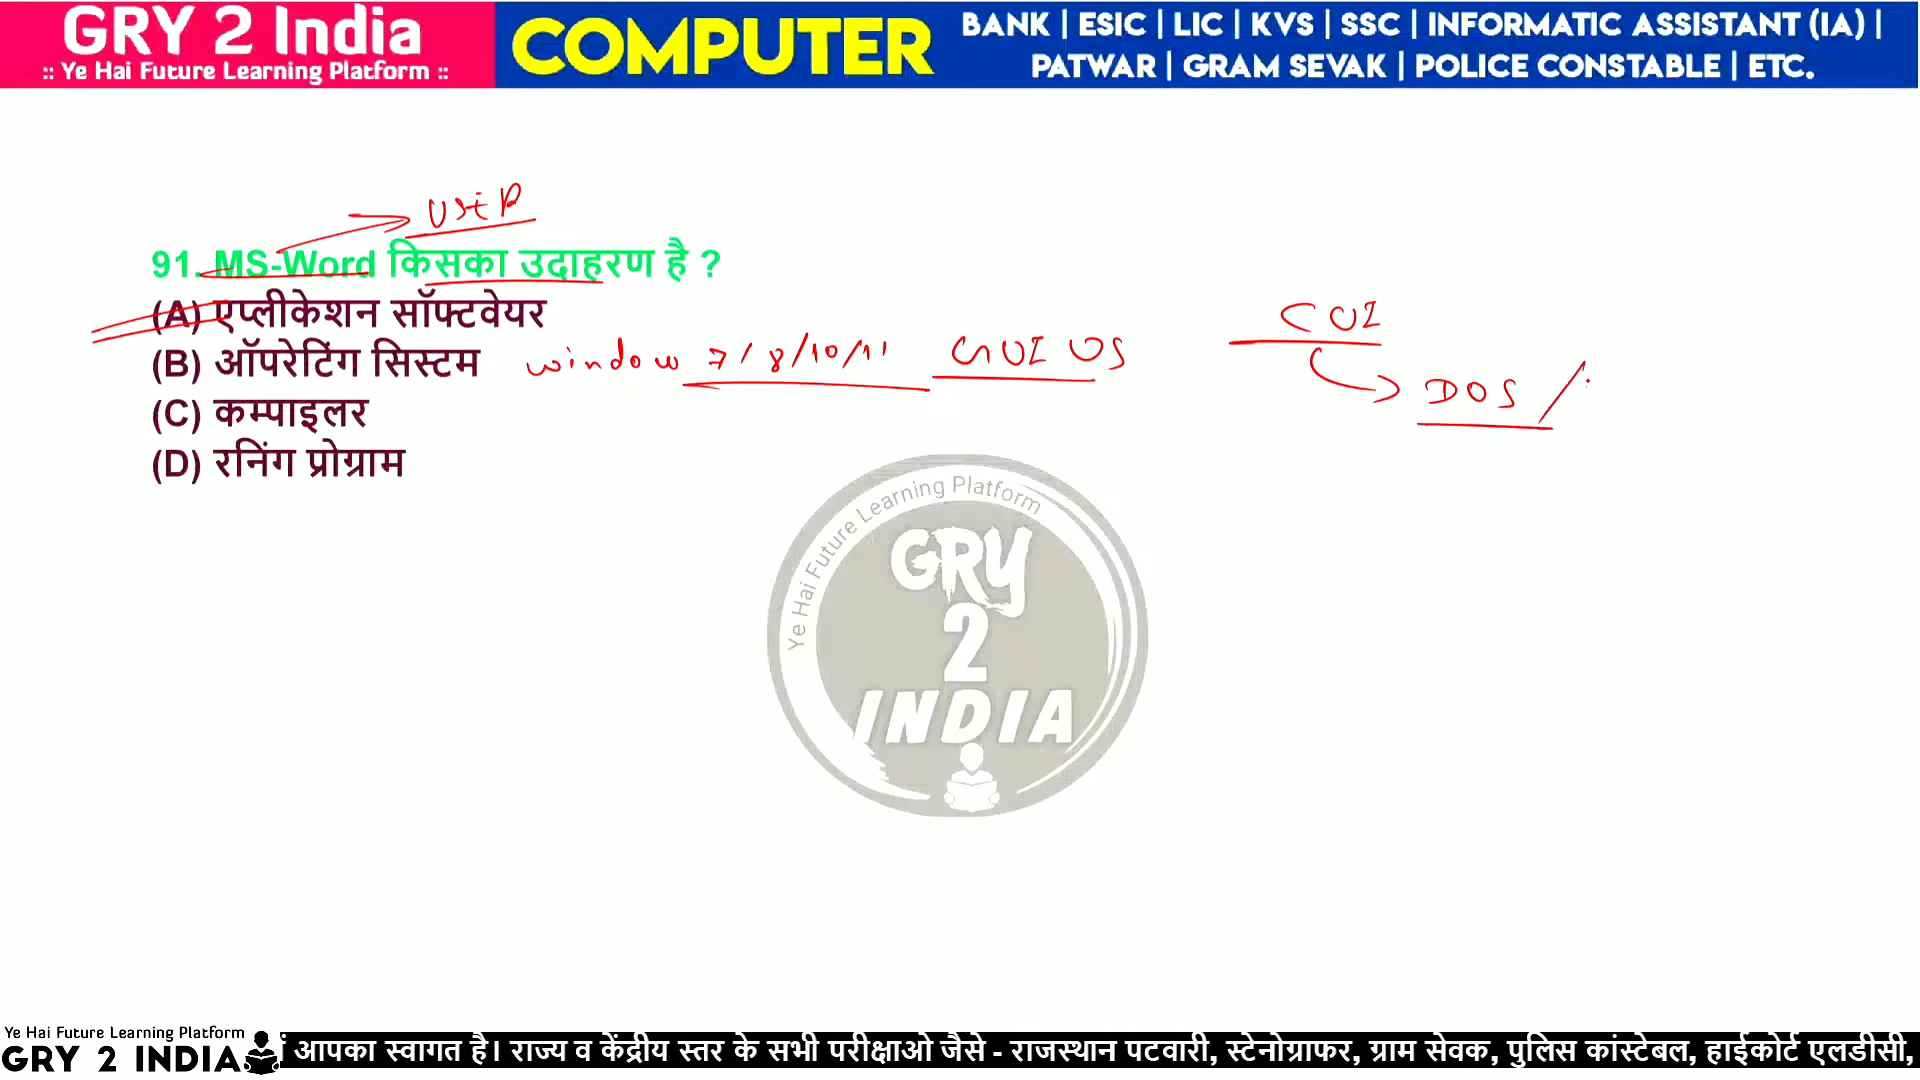 GRY 2 India
:: Ye Hai Future Learning Platform ::
COMPUTER
BANK | ESIC | LIC | KVS | SSC | INFORMATIC ASSISTANT (IA) |
PATWAR | GRAM SEVAK | POLICE CONSTABLE | ETC.
User
91. MS-Word किसका उदाहरण है ?
(A) एप्लीकेशन सॉफ्टवेयर
CUI
(B) ऑपरेटिंग सिस्टम window 7/8/10/11 GUI OS
DOS /
(C) कम्पाइलर
(D) रनिंग प्रोग्राम
Ye Hai Future Learning Platform
GRY
2
INDIA
Ye Hai Future Learning Platform
GRY 2 INDIA
आपका स्वागत है। राज्य व केंद्रीय स्तर के सभी परीक्षाओ जैसे - राजस्थान पटवारी, स्टेनोग्राफर, ग्राम सेवक, पुलिस कांस्टेबल, हाईकोर्ट एलडीसी,